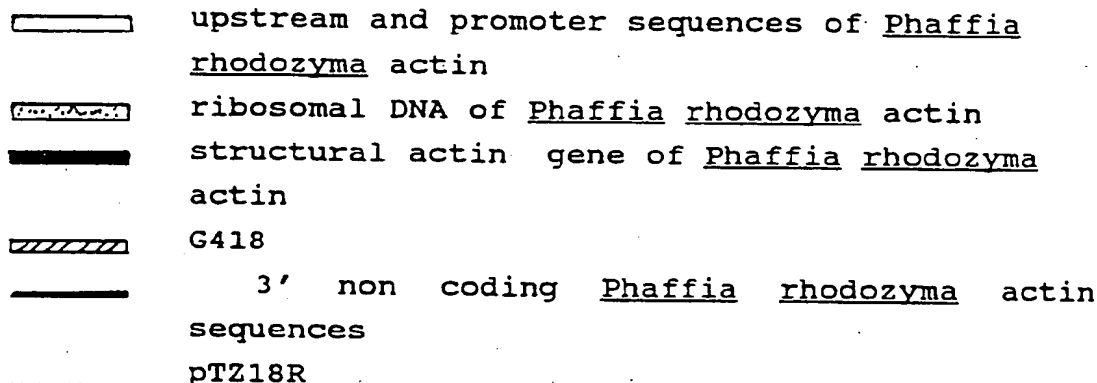 upstream and promoter sequences of Phaffia
rhodozyma actin
ribosomal DNA of Phaffia rhodozyma actin
structural actin gene of Phaffia rhodozyma
actin
G418
3' non coding Phaffia rhodozyma actin
sequences
pTZ18R